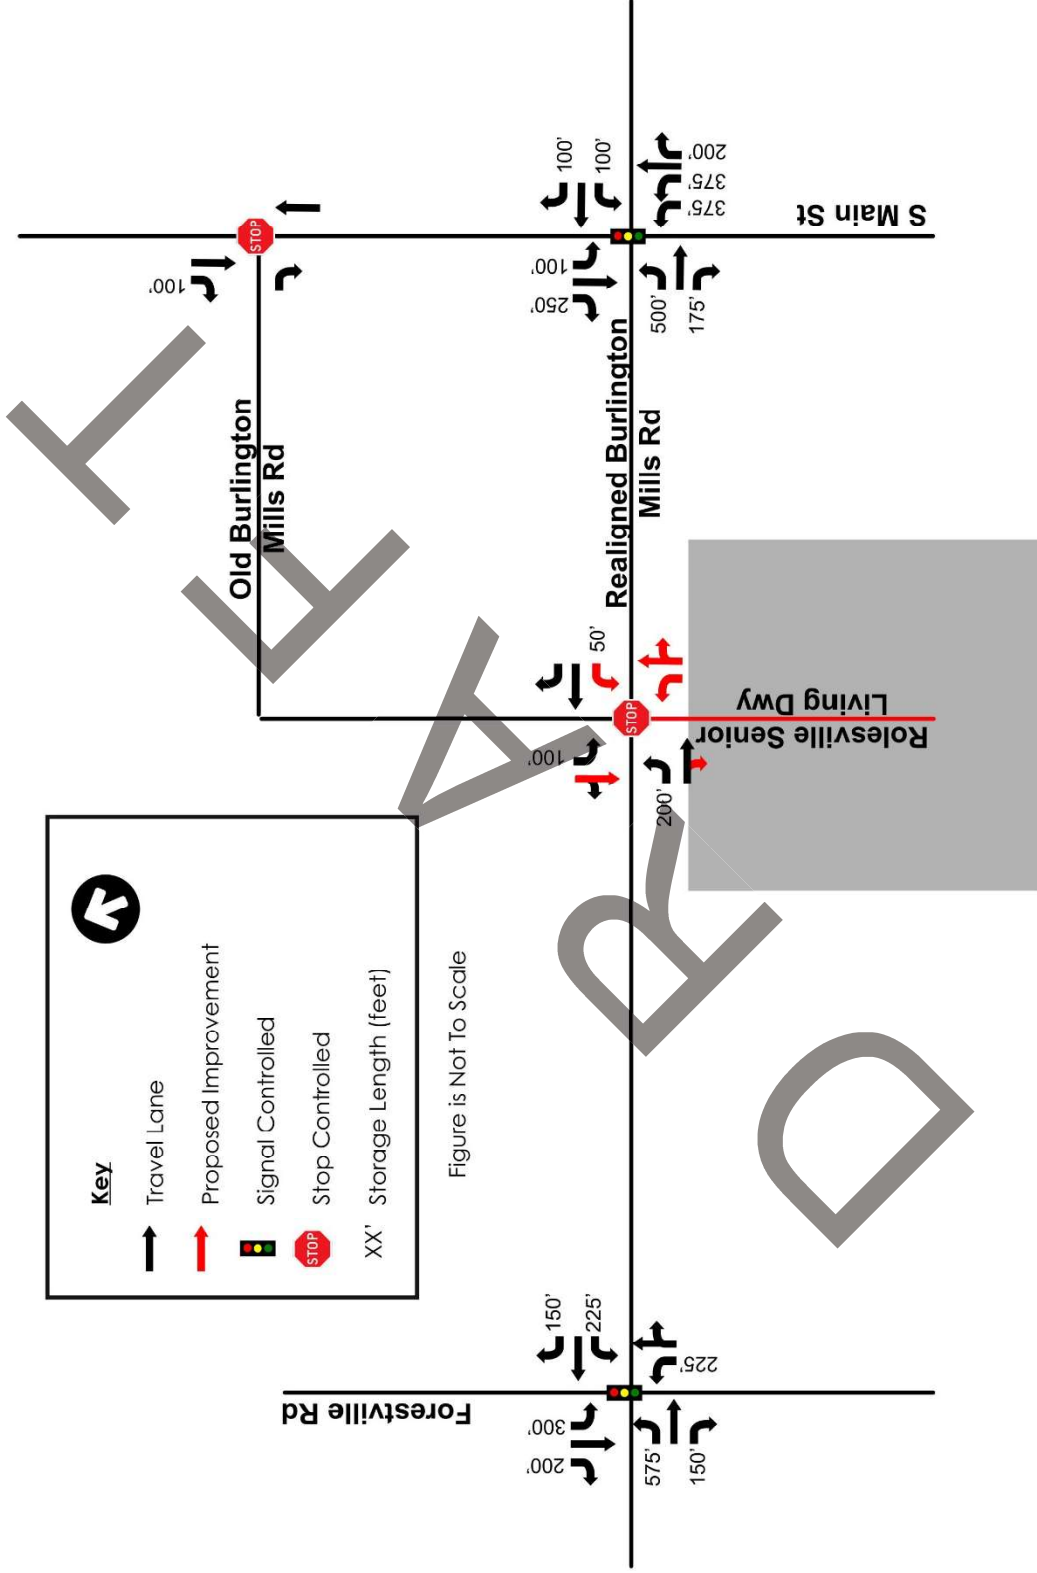 Key
Travel Lane
Proposed Improvement
Signal Controlled
STOP
Stop Controlled
XX' Storage Length (feet)
Figure is Not To Scale
Forestville Rd
200'
300'
150'
225'
575'
150'
225'
Old Burlington
Mills Rd
100'
STOP
Realigned Burlington
Mills Rd
100'
50'
STOP
200'
Rolesville Senior
Living Dwy
250'
100'
100'
100'
500'
175'
375'
375'
200'
S Main St
DRAFT